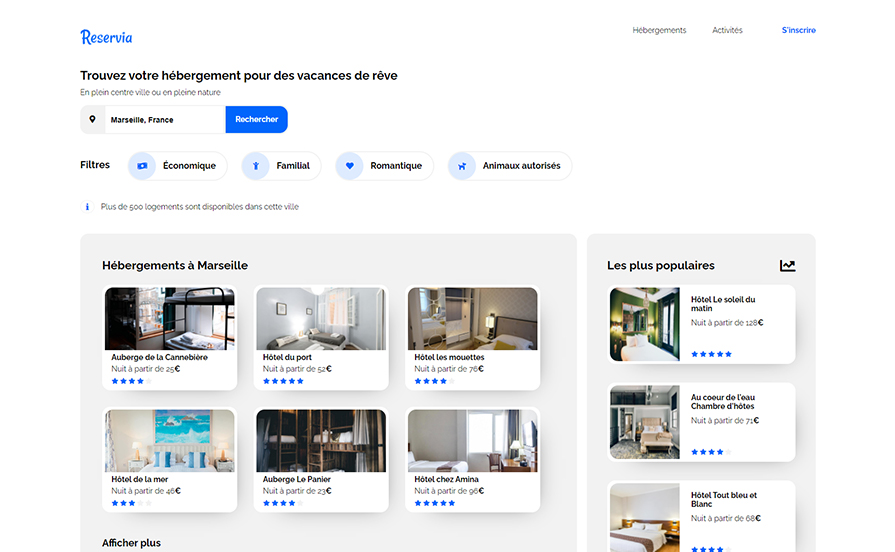 Reservia
Hébergements
Activités
S'inscrire
Trouvez votre hébergement pour des vacances de rêve
En plein centre ville ou en pleine nature
Marseille, France
Rechercher
Filtres
Économique
Familial
Romantique
Animaux autorisés
Plus de 500 logements sont disponibles dans cette ville
Hébergements à Marseille
Auberge de la Cannebière
Nuit à partir de 25€
Hôtel du port
Nuit à partir de 52€
Hôtel les mouettes
Nuit à partir de 76€
Hôtel de la mer
Nuit à partir de 46€
Auberge Le Panier
Nuit à partir de 23€
Hôtel chez Amina
Nuit à partir de 96€
Afficher plus
Les plus populaires
Hôtel Le soleil du
matin
Nuit à partir de 128€
Au coeur de l'eau
Chambre d'hôtes
Nuit à partir de 71€
Hôtel Tout bleu et
Blanc
Nuit à partir de 68€